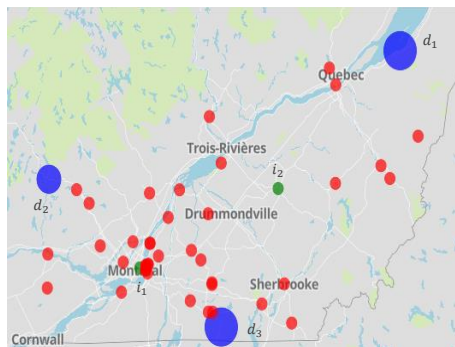 d₁
Quebec
Trois-Rivières
i₂
d₂
Drummondville
Montreal
i₁
Sherbrooke
d₃
Cornwall